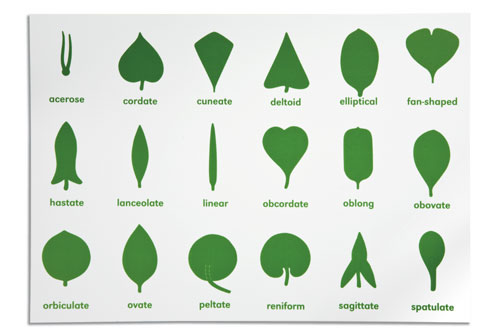 acerose cordate cuneate deltoid elliptical fan-shaped
hastate lanceolate linear obcordate oblong obovate
orbiculate ovate peltate reniform sagittate spatulate